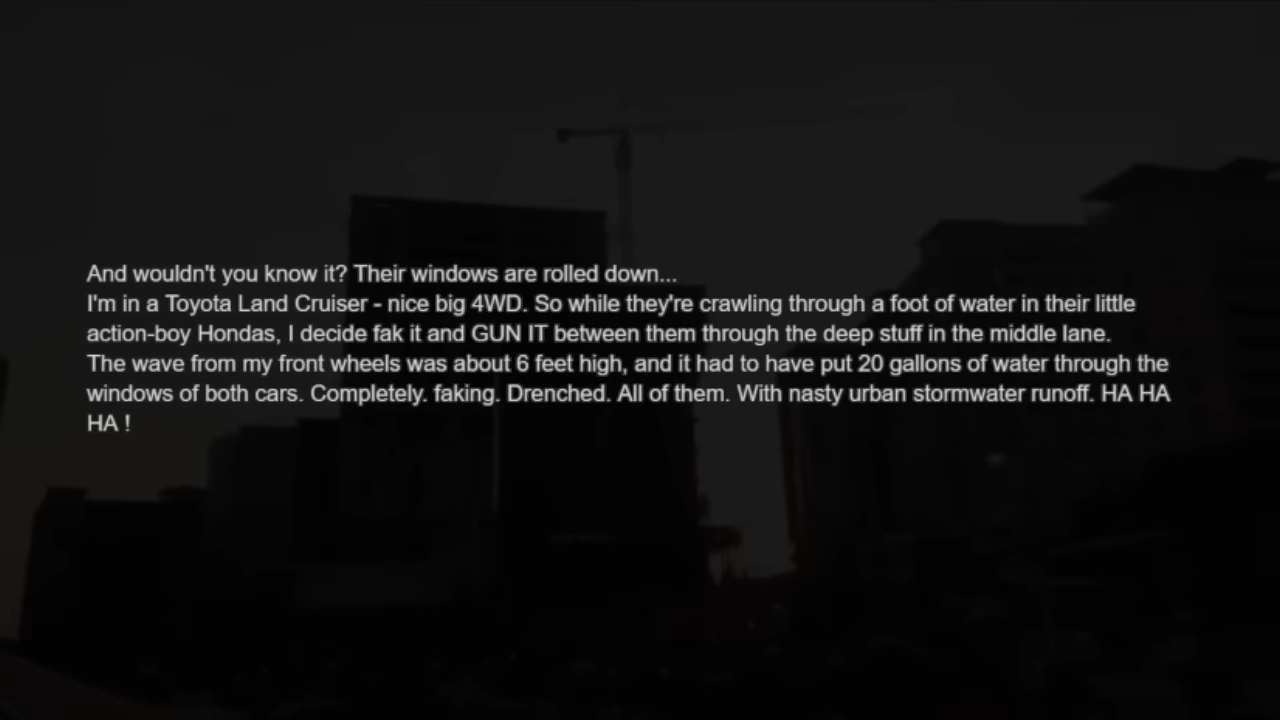 And wouldn't you know it? Their windows are rolled down...
I'm in a Toyota Land Cruiser - nice big 4WD. So while they're crawling through a foot of water in their little
action-boy Hondas, I decide fak it and GUN IT between them through the deep stuff in the middle lane.
The wave from my front wheels was about 6 feet high, and it had to have put 20 gallons of water through the
windows of both cars. Completely. faking. Drenched. All of them. With nasty urban stormwater runoff. HA HA
HA !